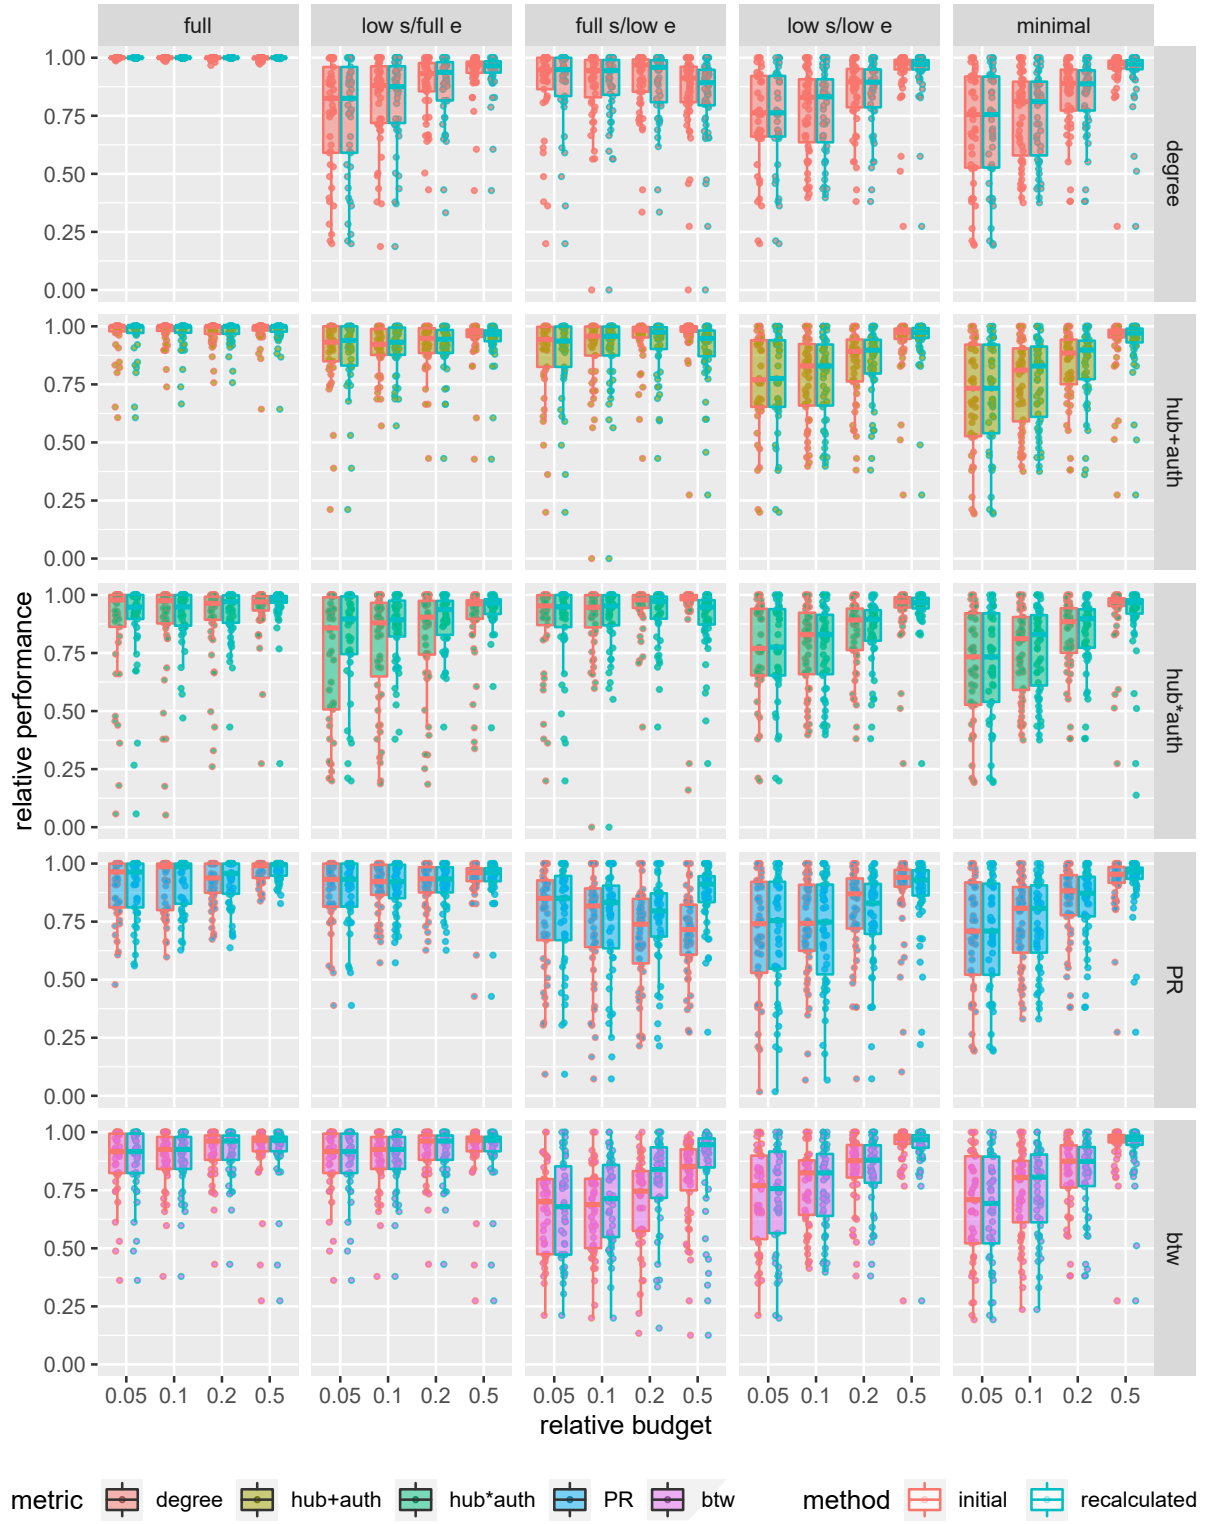 full low s/full e full s/low e low s/low e minimal
1.00
0.75
0.50
0.25
0.00
degree
1.00
0.75
0.50
0.25
0.00
hub+auth
1.00
0.75
0.50
0.25
0.00
hub*auth
1.00
0.75
0.50
0.25
0.00
PR
1.00
0.75
0.50
0.25
0.00
btw
relative performance
0.05 0.1 0.2 0.5 0.05 0.1 0.2 0.5 0.05 0.1 0.2 0.5 0.05 0.1 0.2 0.5 0.05 0.1 0.2 0.5
relative budget
metric degree hub+auth hub*auth PR btw method initial recalculated